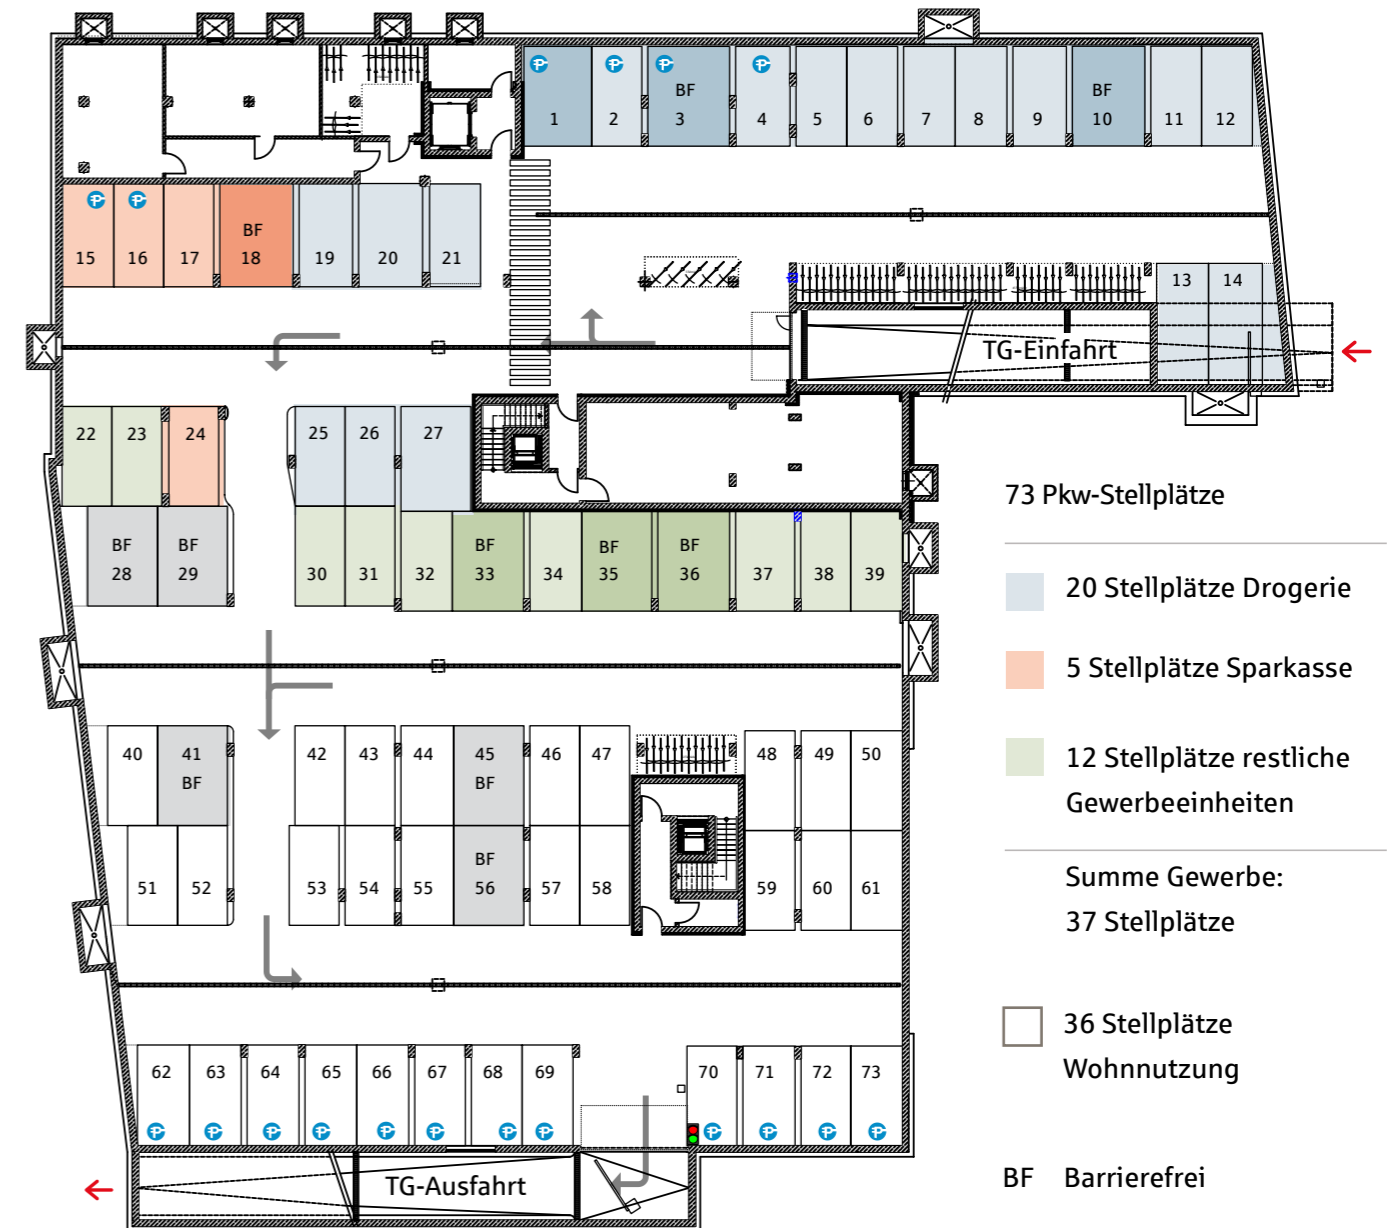 BF BF
1 2 3 4 5 6 7 8 9 10 11 12
BF
15 16 17 18 19 20 21
13 14
TG-Einfahrt
22 23 24 25 26 27
BF BF BF BF BF
28 29 30 31 32 33 34 35 36 37 38 39
40 41 42 43 44 45 46 47 48 49 50
BF BF
BF
51 52 53 54 55 56 57 58 59 60 61
62 63 64 65 66 67 68 69 70 71 72 73
TG-Ausfahrt
73 Pkw-Stellplätze
20 Stellplätze Drogerie
5 Stellplätze Sparkasse
12 Stellplätze restliche
Gewerbeeinheiten
Summe Gewerbe:
37 Stellplätze
36 Stellplätze
Wohnnutzung
BF Barrierefrei